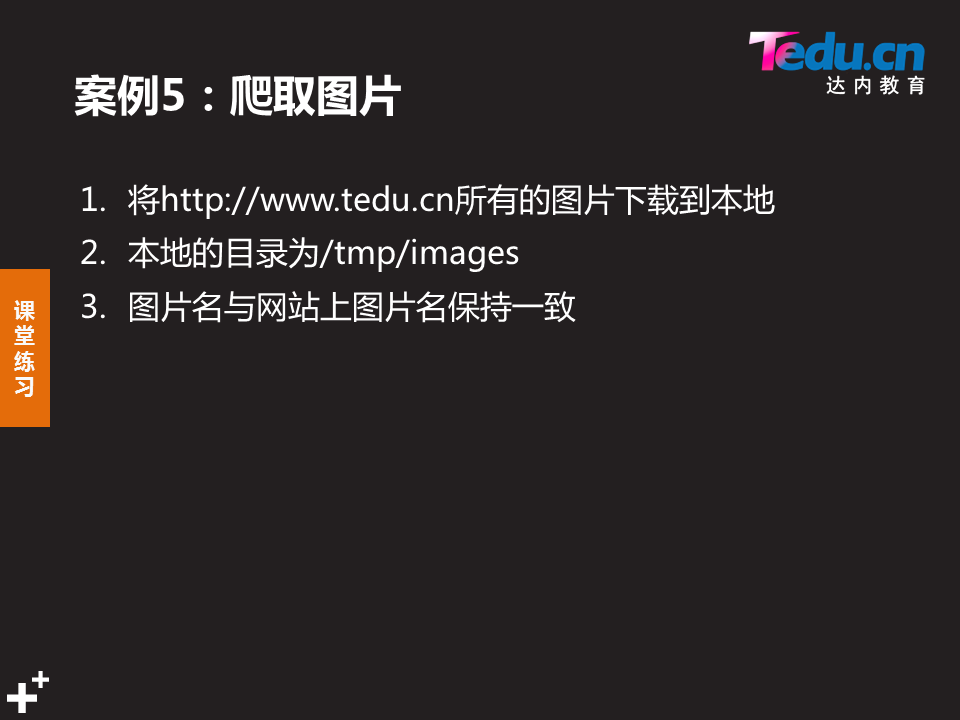 Tedu.cn
达内教育
案例5：爬取图片
1. 将http://www.tedu.cn所有的图片下载到本地
2. 本地的目录为/tmp/images
3. 图片名与网站上图片名保持一致
课
堂
练
习